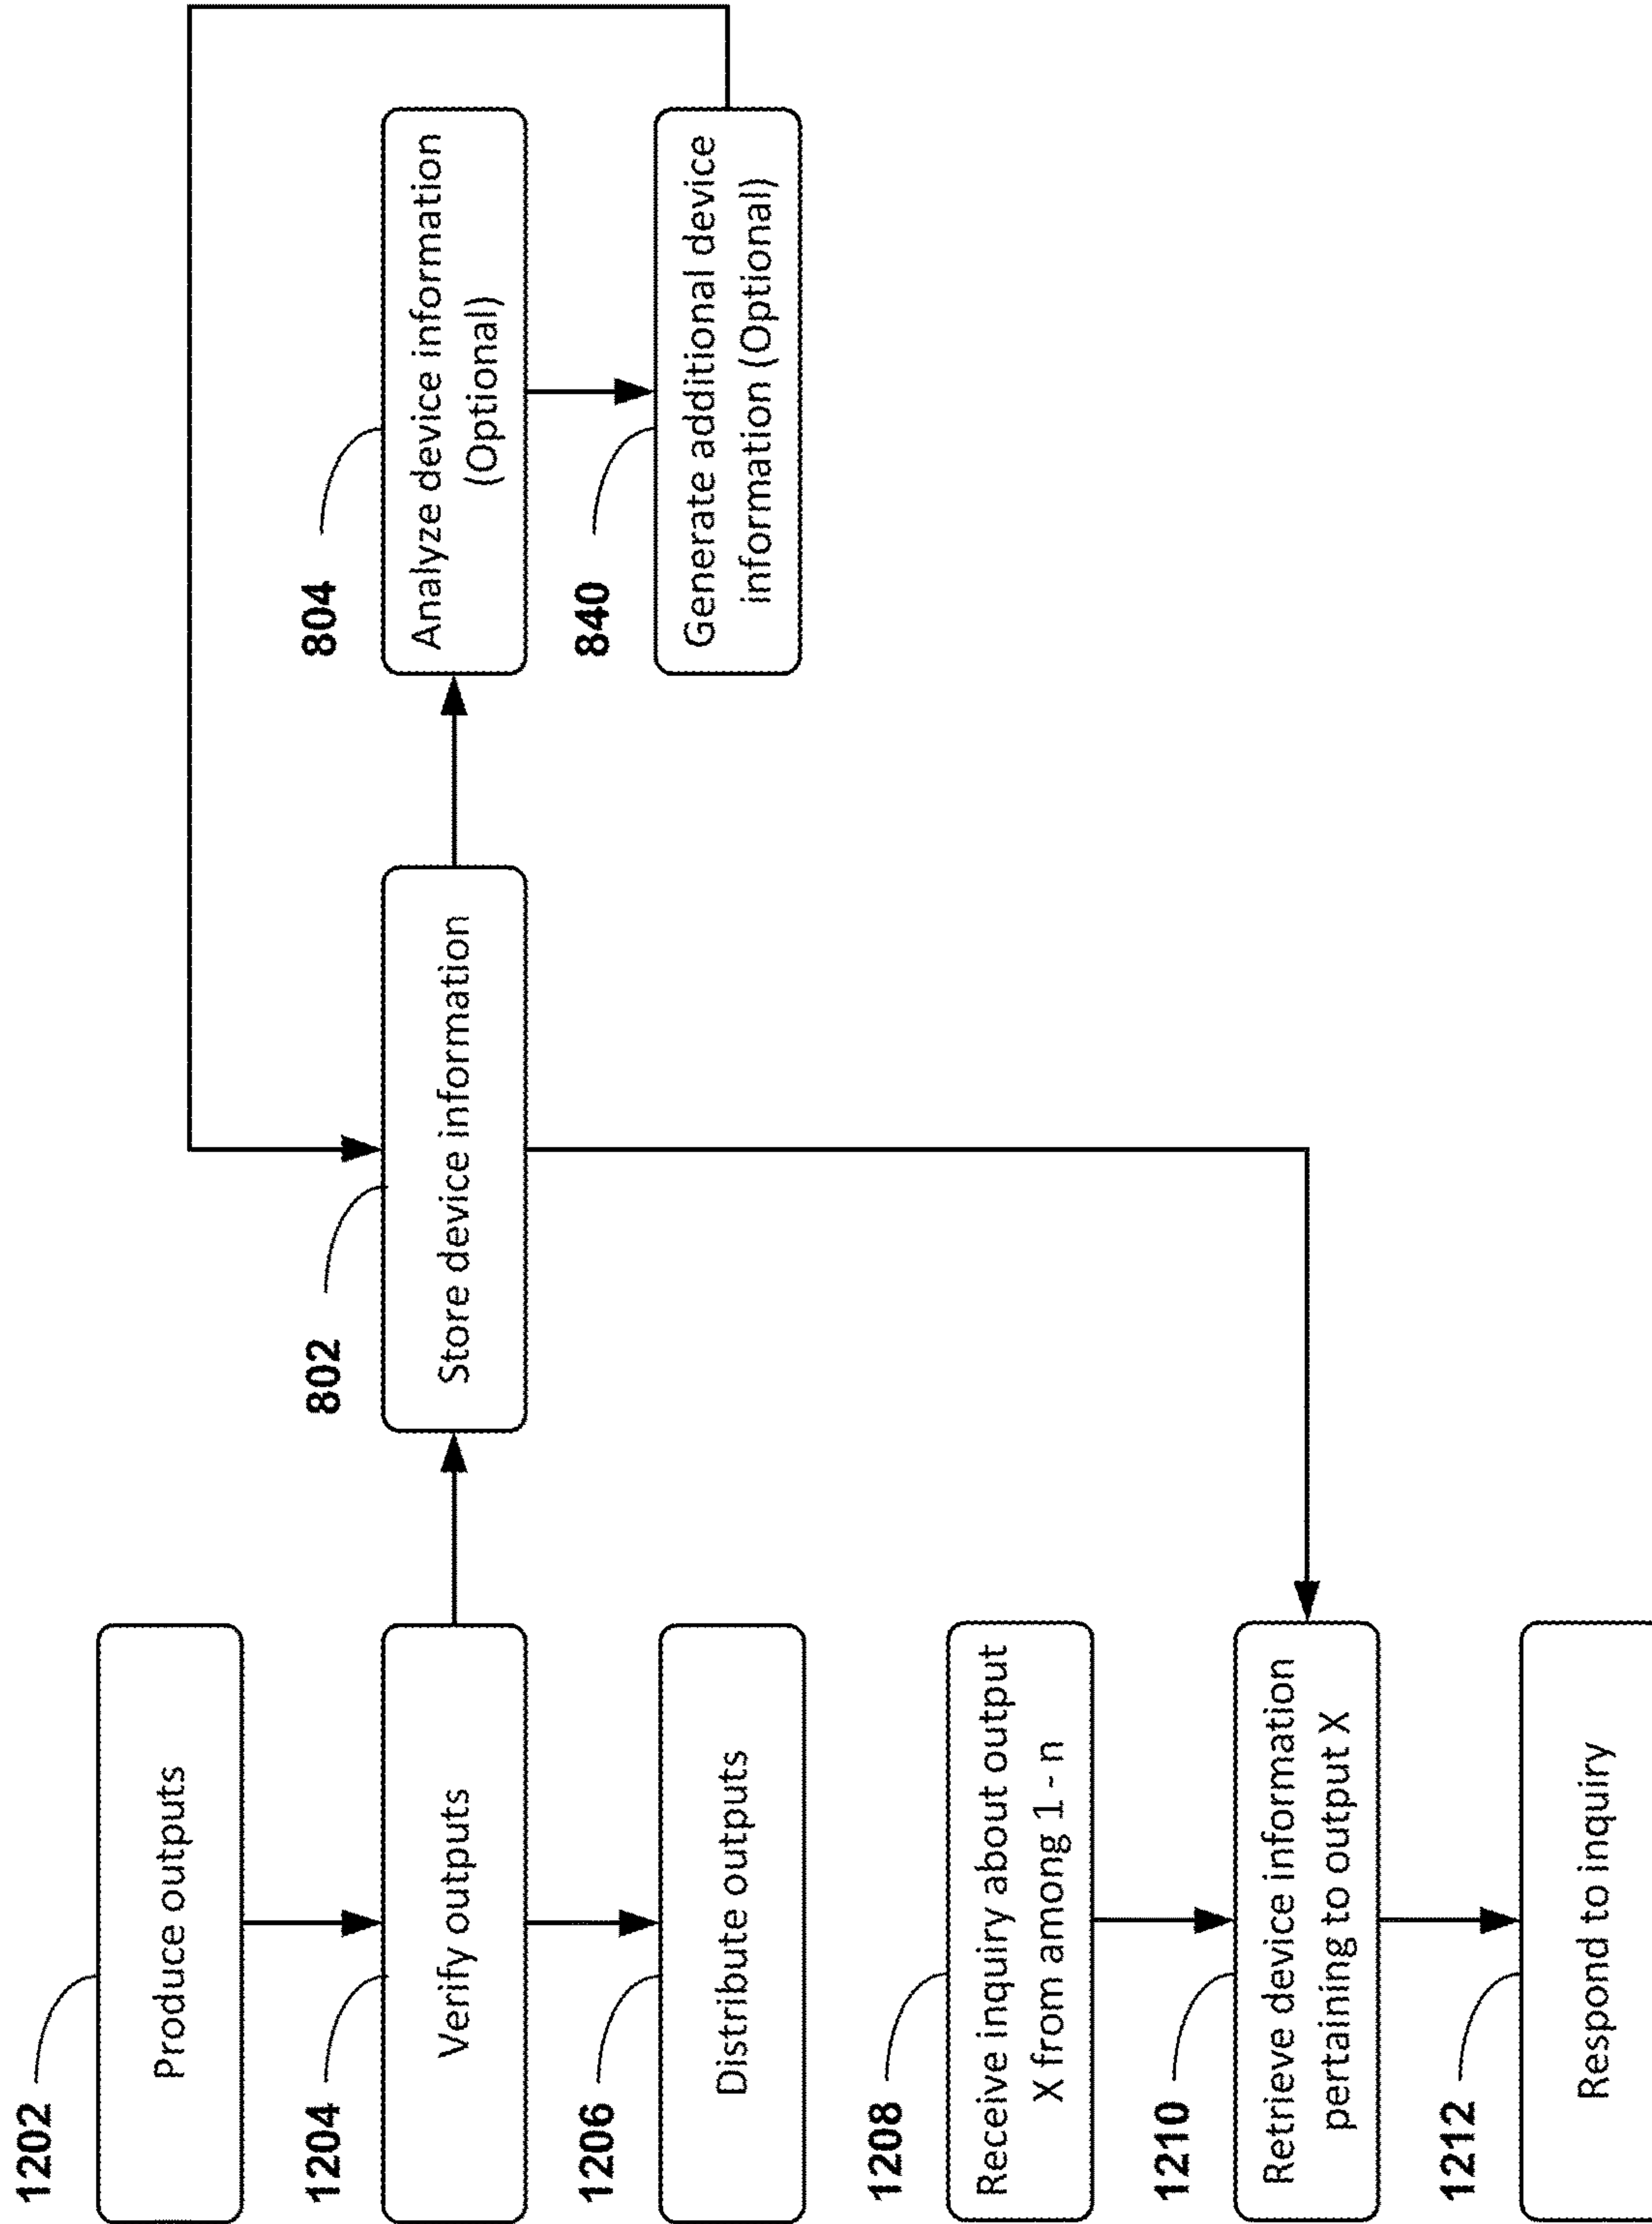 1202
Produce outputs
1204
Verify outputs
1206
Distribute outputs
802
Store device information
804
Analyze device information
(Optional)
840
Generate additional device
information (Optional)
1208
Receive inquiry about output
X from among 1 - n
1210
Retrieve device information
pertaining to output X
1212
Respond to inquiry